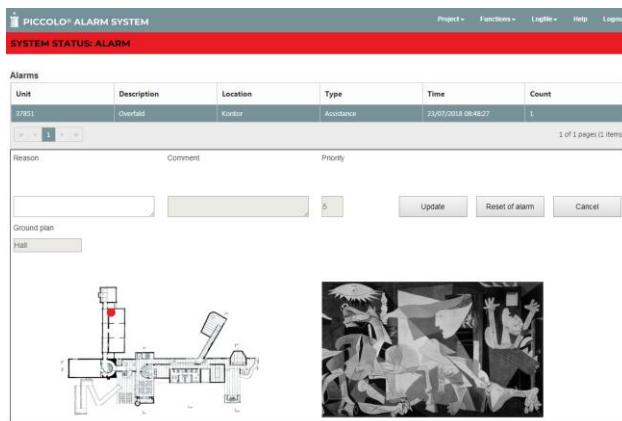 PICCOLO® ALARM SYSTEM
Project Functions Logfile Help Logou
SYSTEM STATUS: ALARM
Alarms
Unit Description Location Type Time Count
37851 Overfald Kontor Assistance 23/07/2018 08:48:27 1
1 1 of 1 pages (1 items
Reason Comment Priority
5 Update Reset of alarm Cancel
Ground plan
Hall